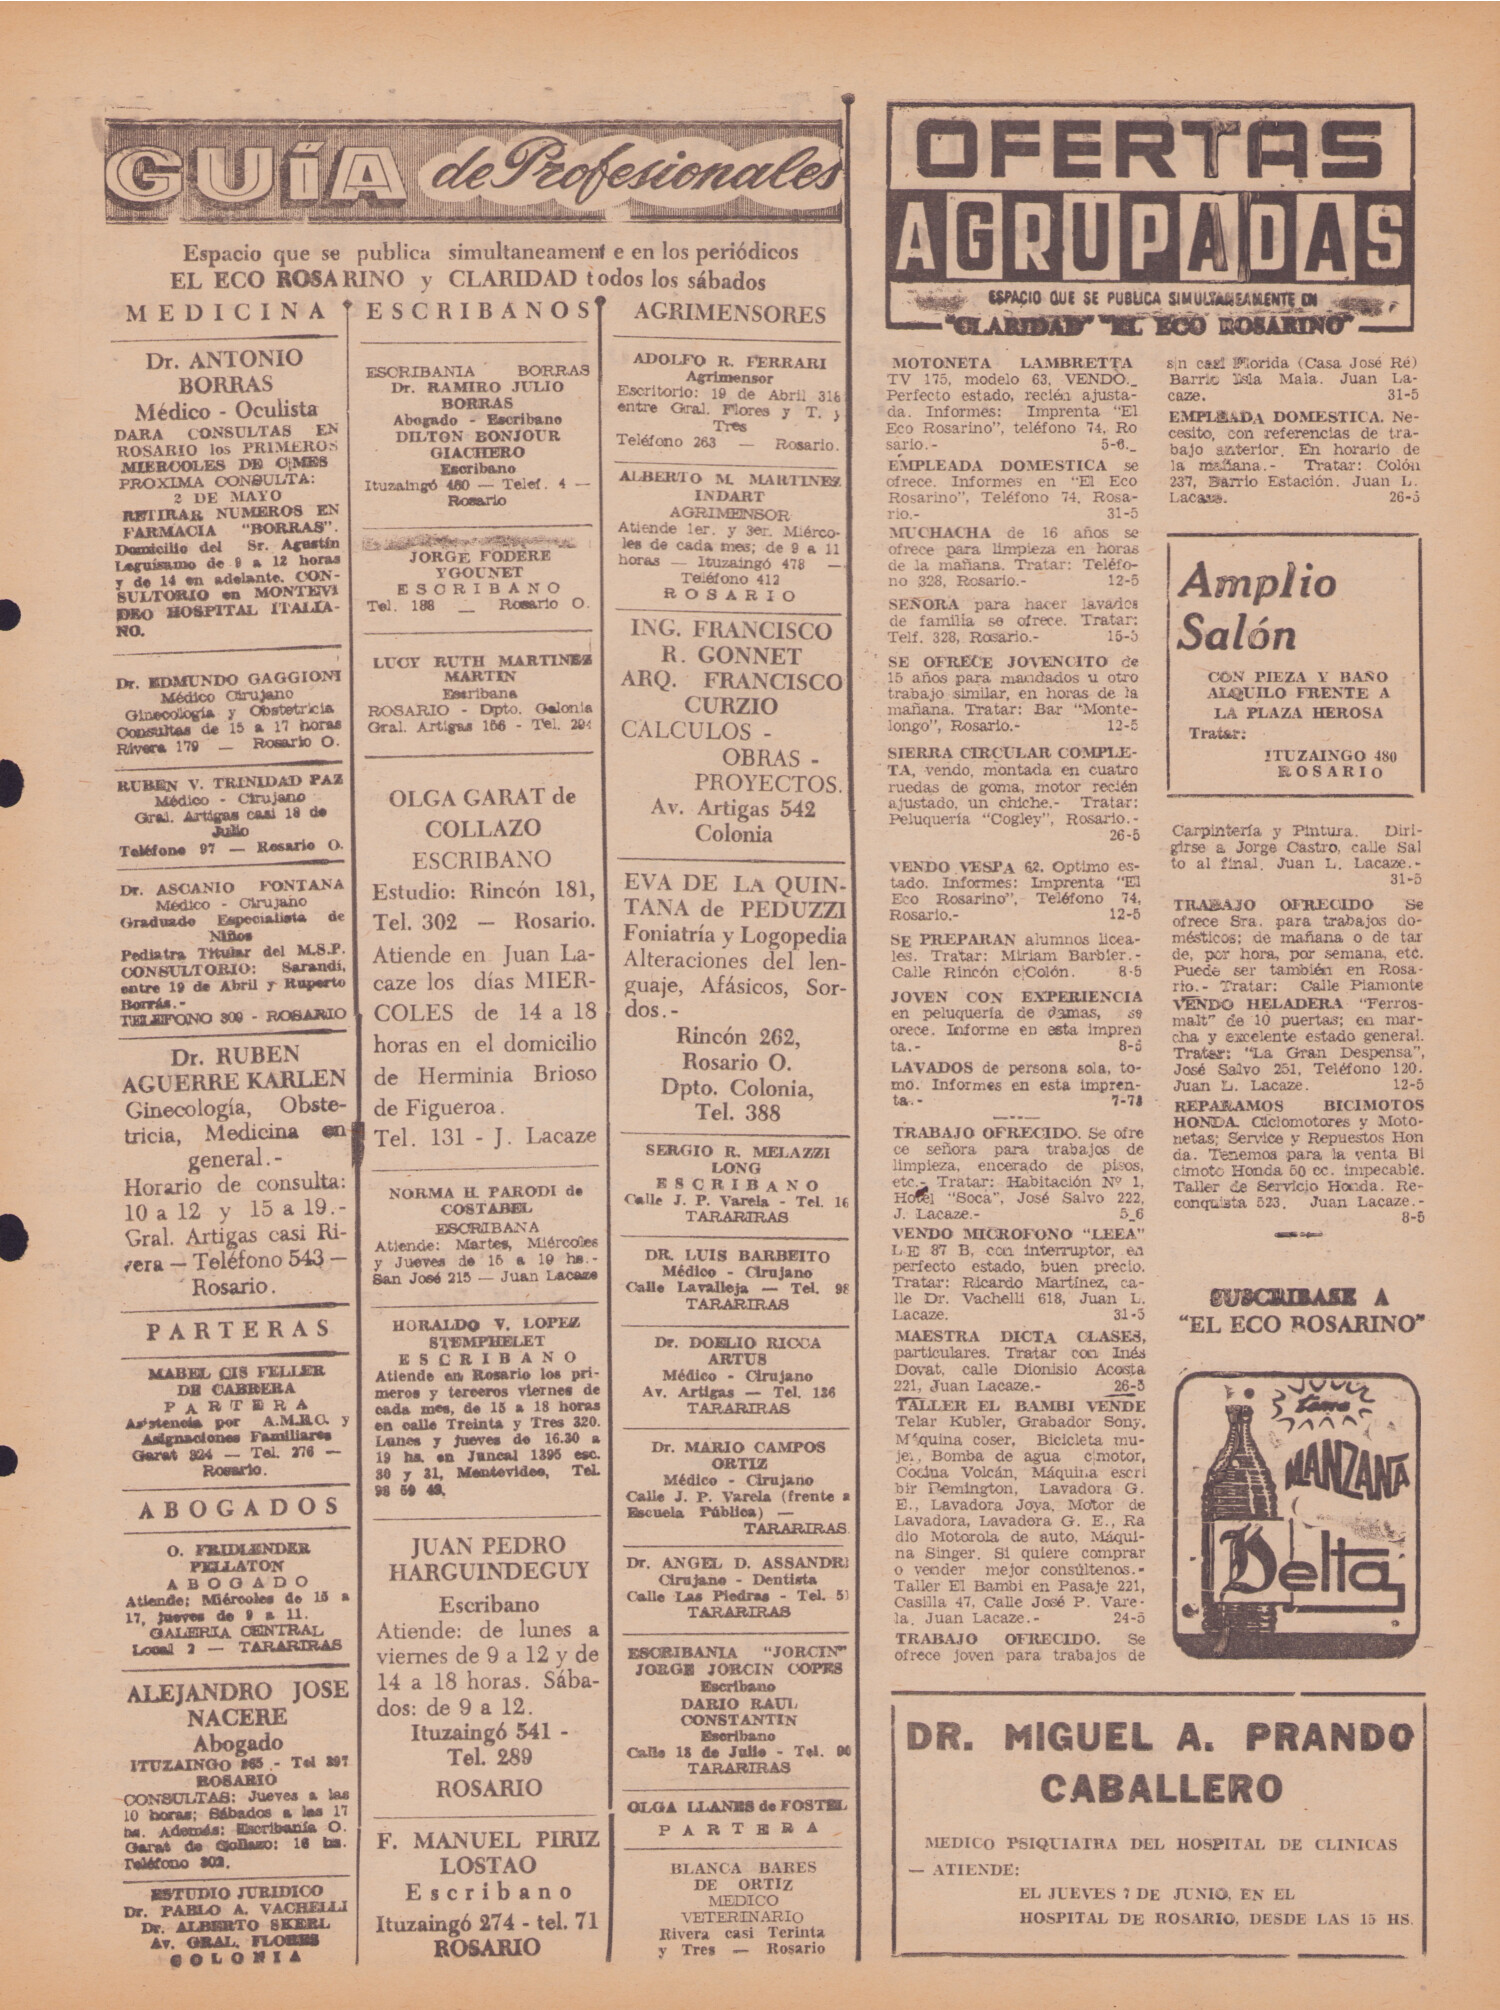 GUÍA de Profesionales
Espacio que se publica simultaneament e en los periódicos
EL ECO ROSARINO y CLARIDAD todos los sábados
MEDICINA
Dr. ANTONIO
BORRAS
Médico - Oculista
DARA CONSULTAS EN
ROSARIO los PRIMEROS
MIERCOLES DE C|MES
PROXIMA CONSULTA:
2 DE MAYO
RETIRAR NUMEROS EN
FARMACIA "BORRAS".
Domicilio del Sr. Agustín
Leguísamo de 9 a 12 horas
y de 14 en adelante. CON-
SULTORIO en MONTEVI
DEO HOSPITAL ITALIA-
NO.
Dr. EDMUNDO GAGGIONI
Médico Cirujano
Ginecología y Obstetricia
Consultas de 15 a 17 horas
Rivera 179 — Rosario O.
RUBEN V. TRINIDAD PAZ
Médico - Cirujano
Gral. Artigas casi 18 de
Julio
Teléfono 97 — Rosario O.
Dr. ASCANIO FONTANA
Médico - Cirujano
Graduado Especialista de
Niños
Pediatra Titular del M.S.P.
CONSULTORIO: Sarandí,
entre 19 de Abril y Ruperto
Borrás.-
TELEFONO 309 - ROSARIO
Dr. RUBEN
AGUERRE KARLEN
Ginecología, Obste-
tricia, Medicina en
general.-
Horario de consulta:
10 a 12 y 15 a 19.-
Gral. Artigas casi Ri-
vera — Teléfono 543 —
Rosario.
PARTERAS
MABEL CIS FELLER
DE CABRERA
PARTERA
Asistencia por A.M.R.O. y
Asignaciones Familiares
Garat 324 — Tel. 276 —
Rosario.
ABOGADOS
O. FRIDLENDER
PELLATON
ABOGADO
Atiende; Miércoles de 15 a
17, jueves de 9 a 11.
GALERIA CENTRAL
Local 2 — TARARIRAS
ALEJANDRO JOSE
NACERE
Abogado
ITUZAINGO 265 - Tel 297
ROSARIO
CONSULTAS: Jueves a las
10 horas; Sábados a las 17
hs. Además: Escribanía O.
Garat de Collazo: 16 hs.
Teléfono 302.
ESTUDIO JURIDICO
Dr. PABLO A. VACHELLI
Dr. ALBERTO SKERL
Av. GRAL. FLORES
COLONIA
ESCRIBANOS
ESCRIBANIA BORRAS
Dr. RAMIRO JULIO
BORRAS
Abogado - Escribano
DILTON BONJOUR
GIACHERO
Escribano
Ituzaingó 480 — Telef. 4 —
Rosario
JORGE FODERE
YGOUNET
ESCRIBANO
Tel. 188 — Rosario O.
LUCY RUTH MARTINEZ
MARTIN
Escribana
ROSARIO - Dpto. Colonia
Gral. Artigas 156 - Tel. 294
OLGA GARAT de
COLLAZO
ESCRIBANO
Estudio: Rincón 181,
Tel. 302 — Rosario.
Atiende en Juan La-
caze los días MIER-
COLES de 14 a 18
horas en el domicilio
de Herminia Brioso
de Figueroa.
Tel. 131 - J. Lacaze
NORMA H. PARODI de
COSTABEL
ESCRIBANA
Atiende: Martes, Miércoles
y Jueves de 15 a 19 hs.-
San José 215 — Juan Lacaze
HORALDO V. LOPEZ
STEMPHELET
ESCRIBANO
Atiende en Rosario los pri-
meros y terceros viernes de
cada mes, de 15 a 18 horas
en calle Treinta y Tres 320.
Lunes y jueves de 16.30 a
19 hs. en Juncal 1395 esc.
30 y 31, Montevideo, Tel.
98 59 49.
JUAN PEDRO
HARGUINDEGUY
Escribano
Atiende: de lunes a
viernes de 9 a 12 y de
14 a 18 horas. Sába-
dos: de 9 a 12.
Ituzaingó 541 -
Tel. 289
ROSARIO
F. MANUEL PIRIZ
LOSTAO
Escribano
Ituzaingó 274 - tel. 71
ROSARIO
AGRIMENSORES
ADOLFO R. FERRARI
Agrimensor
Escritorio: 19 de Abril 318
entre Gral. Flores y T. y
Tres
Teléfono 263 — Rosario.
ALBERTO M. MARTINEZ
INDART
AGRIMENSOR
Atiende 1er. y 3er. Miérco-
les de cada mes; de 9 a 11
horas — Ituzaingó 478 —
Teléfono 412
ROSARIO
ING. FRANCISCO
R. GONNET
ARQ. FRANCISCO
CURZIO
CALCULOS -
OBRAS -
PROYECTOS.
Av. Artigas 542
Colonia
EVA DE LA QUIN-
TANA de PEDUZZI
Foniatría y Logopedia
Alteraciones del len-
guaje, Afásicos, Sor-
dos.-
Rincón 262,
Rosario O.
Dpto. Colonia,
Tel. 388
SERGIO R. MELAZZI
LONG
ESCRIBANO
Calle J. P. Varela - Tel. 16
TARARIRAS
DR. LUIS BARBEITO
Médico - Cirujano
Calle Lavalleja — Tel. 98
TARARIRAS
Dr. DOELIO RICCA
ARTUS
Médico - Cirujano
Av. Artigas — Tel. 136
TARARIRAS
Dr. MARIO CAMPOS
ORTIZ
Médico - Cirujano
Calle J. P. Varela (frente a
Escuela Pública) —
TARARIRAS
Dr. ANGEL D. ASSANDRI
Cirujano - Dentista
Calle Las Piedras - Tel. 51
TARARIRAS
ESCRIBANIA "JORCIN"
JORGE JORCIN COPES
Escribano
DARIO RAUL
CONSTANTIN
Escribano
Calle 18 de Julio - Tel. 90
TARARIRAS
OLGA LLANES de FOSTEL
PARTERA
BLANCA BARES
DE ORTIZ
MEDICO
VETERINARIO
Rivera casi Terinta
y Tres — Rosario
OFERTAS
AGRUPADAS
ESPACIO QUE SE PUBLICA SIMULTANEAMENTE EN
"CLARIDAD" "EL ECO ROSARINO"
MOTONETA LAMBRETTA
TV 175, modelo 63, VENDO._
Perfecto estado, recién ajusta-
da. Informes: Imprenta "El
Eco Rosarino", teléfono 74, Ro
sario.- 5-6._
EMPLEADA DOMESTICA se
ofrece. Informes en "El Eco
Rosarino", Teléfono 74, Rosa-
rio.- 31-5
MUCHACHA de 16 años se
ofrece para limpieza en horas
de la mañana. Tratar: Teléfo-
no 328, Rosario.- 12-5
SEÑORA para hacer lavados
de familia se ofrece. Tratar:
Telf. 328, Rosario.- 15-5
SE OFRECE JOVENCITO de
15 años para mandados u otro
trabajo similar, en horas de la
mañana. Tratar: Bar "Monte-
longo", Rosario.- 12-5
SIERRA CIRCULAR COMPLE-
TA, vendo, montada en cuatro
ruedas de goma, motor recién
ajustado, un chiche.- Tratar:
Peluquería "Cogley", Rosario.-
26-5
VENDO VESPA 62. Optimo es-
tado. Informes: Imprenta "El
Eco Rosarino", Teléfono 74,
Rosario.- 12-5
SE PREPARAN alumnos licea-
les. Tratar: Miriam Barbier.-
Calle Rincón c|Colón. 8-5
JOVEN CON EXPERIENCIA
en peluquería de damas, se
orece. Informe en esta impren
ta.- 8-5
LAVADOS de persona sola, to-
mo. Informes en esta impren-
ta.- 7-73
TRABAJO OFRECIDO. Se ofre
ce señora para trabajos de
limpieza, encerado de pisos,
etc.- Tratar: Habitación Nº 1,
Hotel "Soca", José Salvo 222,
J. Lacaze.- 5_6
VENDO MICROFONO "LEEA"
LE 87 B, con interruptor, en
perfecto estado, buen precio.
Tratar: Ricardo Martínez, ca-
lle Dr. Vachelli 618, Juan L.
Lacaze. 31-5
MAESTRA DICTA CLASES,
particulares. Tratar con Inés
Dovat, calle Dionisio Acosta
221, Juan Lacaze.- 26-5
TALLER EL BAMBI VENDE
Telar Kubler, Grabador Sony.
Máquina coser, Bicicleta mu-
je., Bomba de agua c|motor,
Cocina Volcán, Máquina escri
bir Remington, Lavadora G.
E., Lavadora Joya, Motor de
Lavadora, Lavadora G. E., Ra
dio Motorola de auto, Máqui-
na Singer. Si quiere comprar
o vender mejor consúltenos.-
Taller El Bambi en Pasaje 221,
Casilla 47, Calle José P. Vare-
la, Juan Lacaze.- 24-5
TRABAJO OFRECIDO. Se
ofrece joven para trabajos de
sin casi Florida (Casa José Ré)
Barrio Isla Mala. Juan La-
caze. 31-5
EMPLEADA DOMESTICA. Ne-
cesito, con referencias de tra-
bajo anterior. En horario de
la mañana.- Tratar: Colón
237, Barrio Estación. Juan L.
Lacaze. 26-5
Amplio
Salón
CON PIEZA Y BAÑO
ALQUILO FRENTE A
LA PLAZA HEROSA
Tratar:
ITUZAINGO 480
ROSARIO
Carpintería y Pintura. Diri-
girse a Jorge Castro, calle Sal
to al final. Juan L. Lacaze.-
31-5
TRABAJO OFRECIDO Se
ofrece Sra. para trabajos do-
mésticos; de mañana o de tar
de, por hora, por semana, etc.
Puede ser también en Rosa-
rio.- Tratar: Calle Piamonte
VENDO HELADERA "Ferros-
malt" de 10 puertas; en mar-
cha y excelente estado general.
Tratar: "La Gran Despensa",
José Salvo 251, Teléfono 120.
Juan L. Lacaze. 12-5
REPARAMOS BICIMOTOS
HONDA. Ciclomotores y Moto-
netas; Service y Repuestos Hon
da. Tenemos para la venta Bi
cimoto Honda 50 cc. impecable.
Taller de Servicio Honda. Re-
conquista 523. Juan Lacaze.-
8-5
SUSCRIBASE A
"EL ECO ROSARINO"
tome
MANZANA
Delta
DR. MIGUEL A. PRANDO
CABALLERO
MEDICO PSIQUIATRA DEL HOSPITAL DE CLINICAS
— ATIENDE:
EL JUEVES 7 DE JUNIO, EN EL
HOSPITAL DE ROSARIO, DESDE LAS 15 HS.